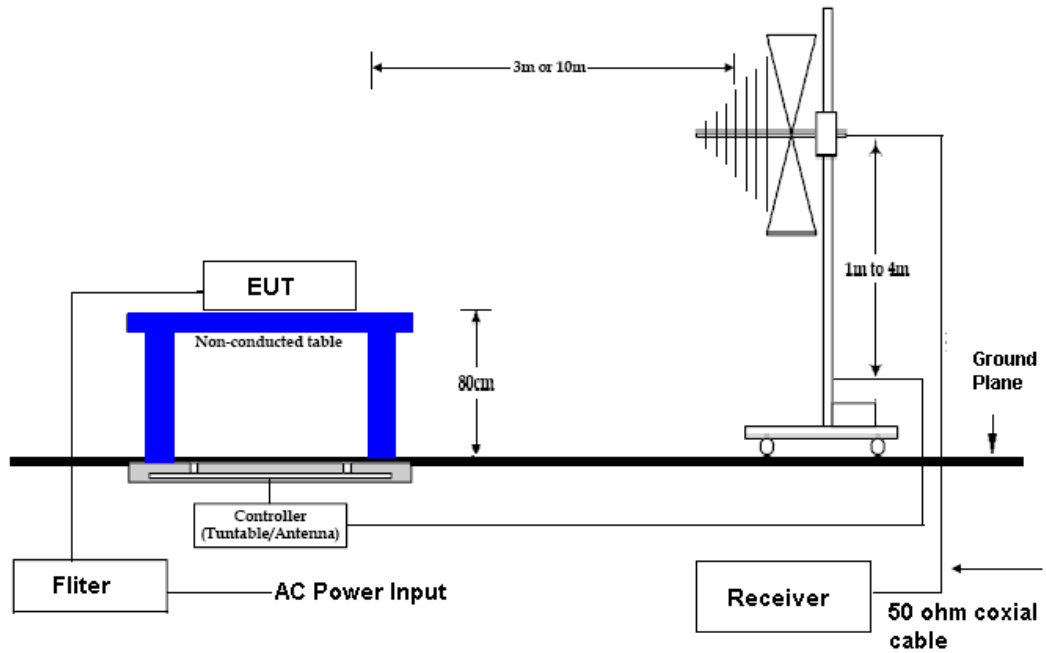 3m or 10m
1m to 4m
EUT
Non-conducted table
80cm
Ground
Plane
Controller
(Tuntable/Antenna)
Fliter
AC Power Input
Receiver
50 ohm coxial
cable